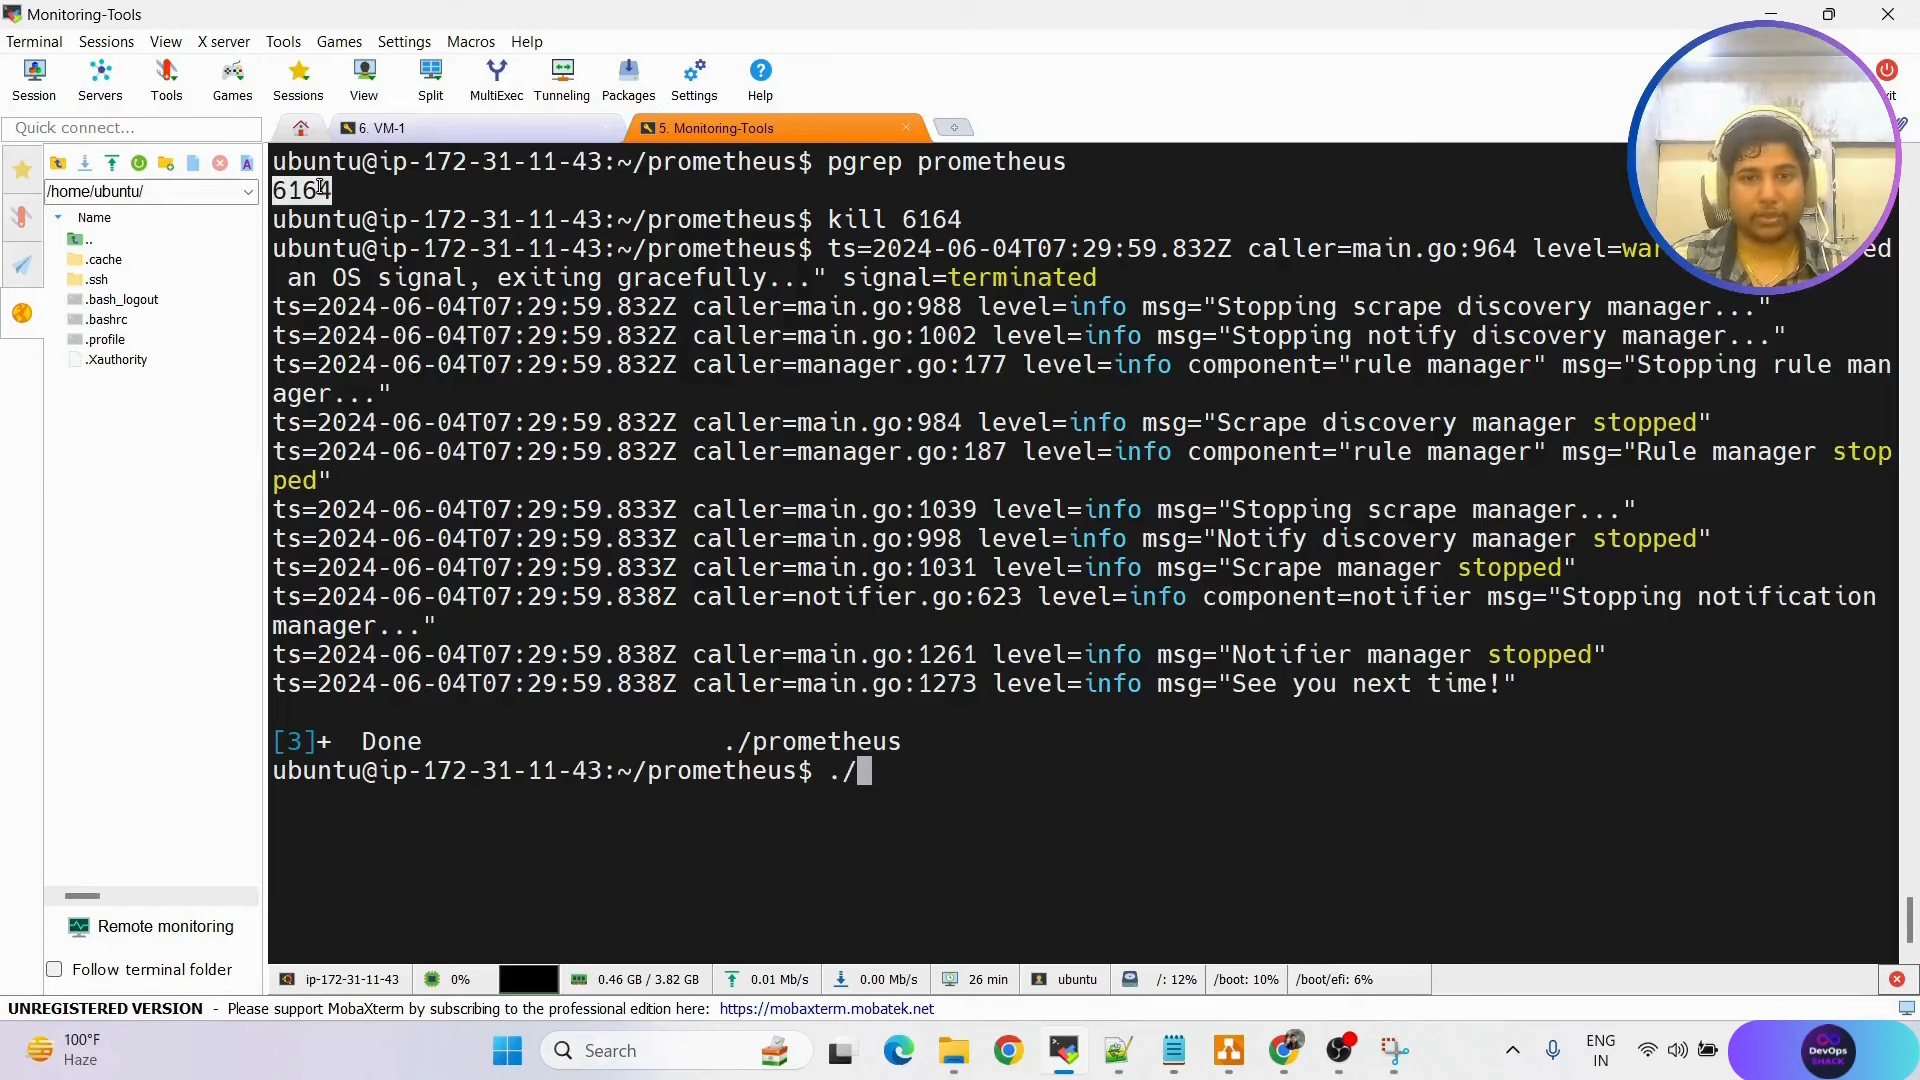 Monitoring-Tools
Terminal Sessions View X server Tools Games Settings Macros Help
Session Servers Tools Games Sessions View Split MultiExec Tunneling Packages Settings Help
Quick connect...
6. VM-1
5. Monitoring-Tools
/home/ubuntu/
Name
..
.cache
.ssh
.bash_logout
.bashrc
.profile
.Xauthority
Remote monitoring
Follow terminal folder
ubuntu@ip-172-31-11-43:~/prometheus$ pgrep prometheus
6164
ubuntu@ip-172-31-11-43:~/prometheus$ kill 6164
ubuntu@ip-172-31-11-43:~/prometheus$ ts=2024-06-04T07:29:59.832Z caller=main.go:964
an OS signal, exiting gracefully..." signal=terminated
ts=2024-06-04T07:29:59.832Z caller=main.go:988 level=info msg="Stopping scrape discovery manager..."
ts=2024-06-04T07:29:59.832Z caller=main.go:1002 level=info msg="Stopping notify discovery manager..."
ts=2024-06-04T07:29:59.832Z caller=manager.go:177 level=info component="rule manager" msg="Stopping rule man
ager..."
ts=2024-06-04T07:29:59.832Z caller=main.go:984 level=info msg="Scrape discovery manager stopped"
ts=2024-06-04T07:29:59.832Z caller=manager.go:187 level=info component="rule manager" msg="Rule manager stop
ped"
ts=2024-06-04T07:29:59.833Z caller=main.go:1039 level=info msg="Stopping scrape manager..."
ts=2024-06-04T07:29:59.833Z caller=main.go:998 level=info msg="Notify discovery manager stopped"
ts=2024-06-04T07:29:59.833Z caller=main.go:1031 level=info msg="Scrape manager stopped"
ts=2024-06-04T07:29:59.838Z caller=notifier.go:623 level=info component=notifier msg="Stopping notification
manager..."
ts=2024-06-04T07:29:59.838Z caller=main.go:1261 level=info msg="Notifier manager stopped"
ts=2024-06-04T07:29:59.838Z caller=main.go:1273 level=info msg="See you next time!"
[3]+ Done ./prometheus
ubuntu@ip-172-31-11-43:~/prometheus$ ./
ip-172-31-11-43 0% 0.46 GB / 3.82 GB 0.01 Mb/s 0.00 Mb/s 26 min ubuntu /: 12% /boot: 10% /boot/efi: 6%
UNREGISTERED VERSION - Please support MobaXterm by subscribing to the professional edition here: https://mobaxterm.mobatek.net
100°F
Haze
Search
ENG
IN
DevOps
SHACK